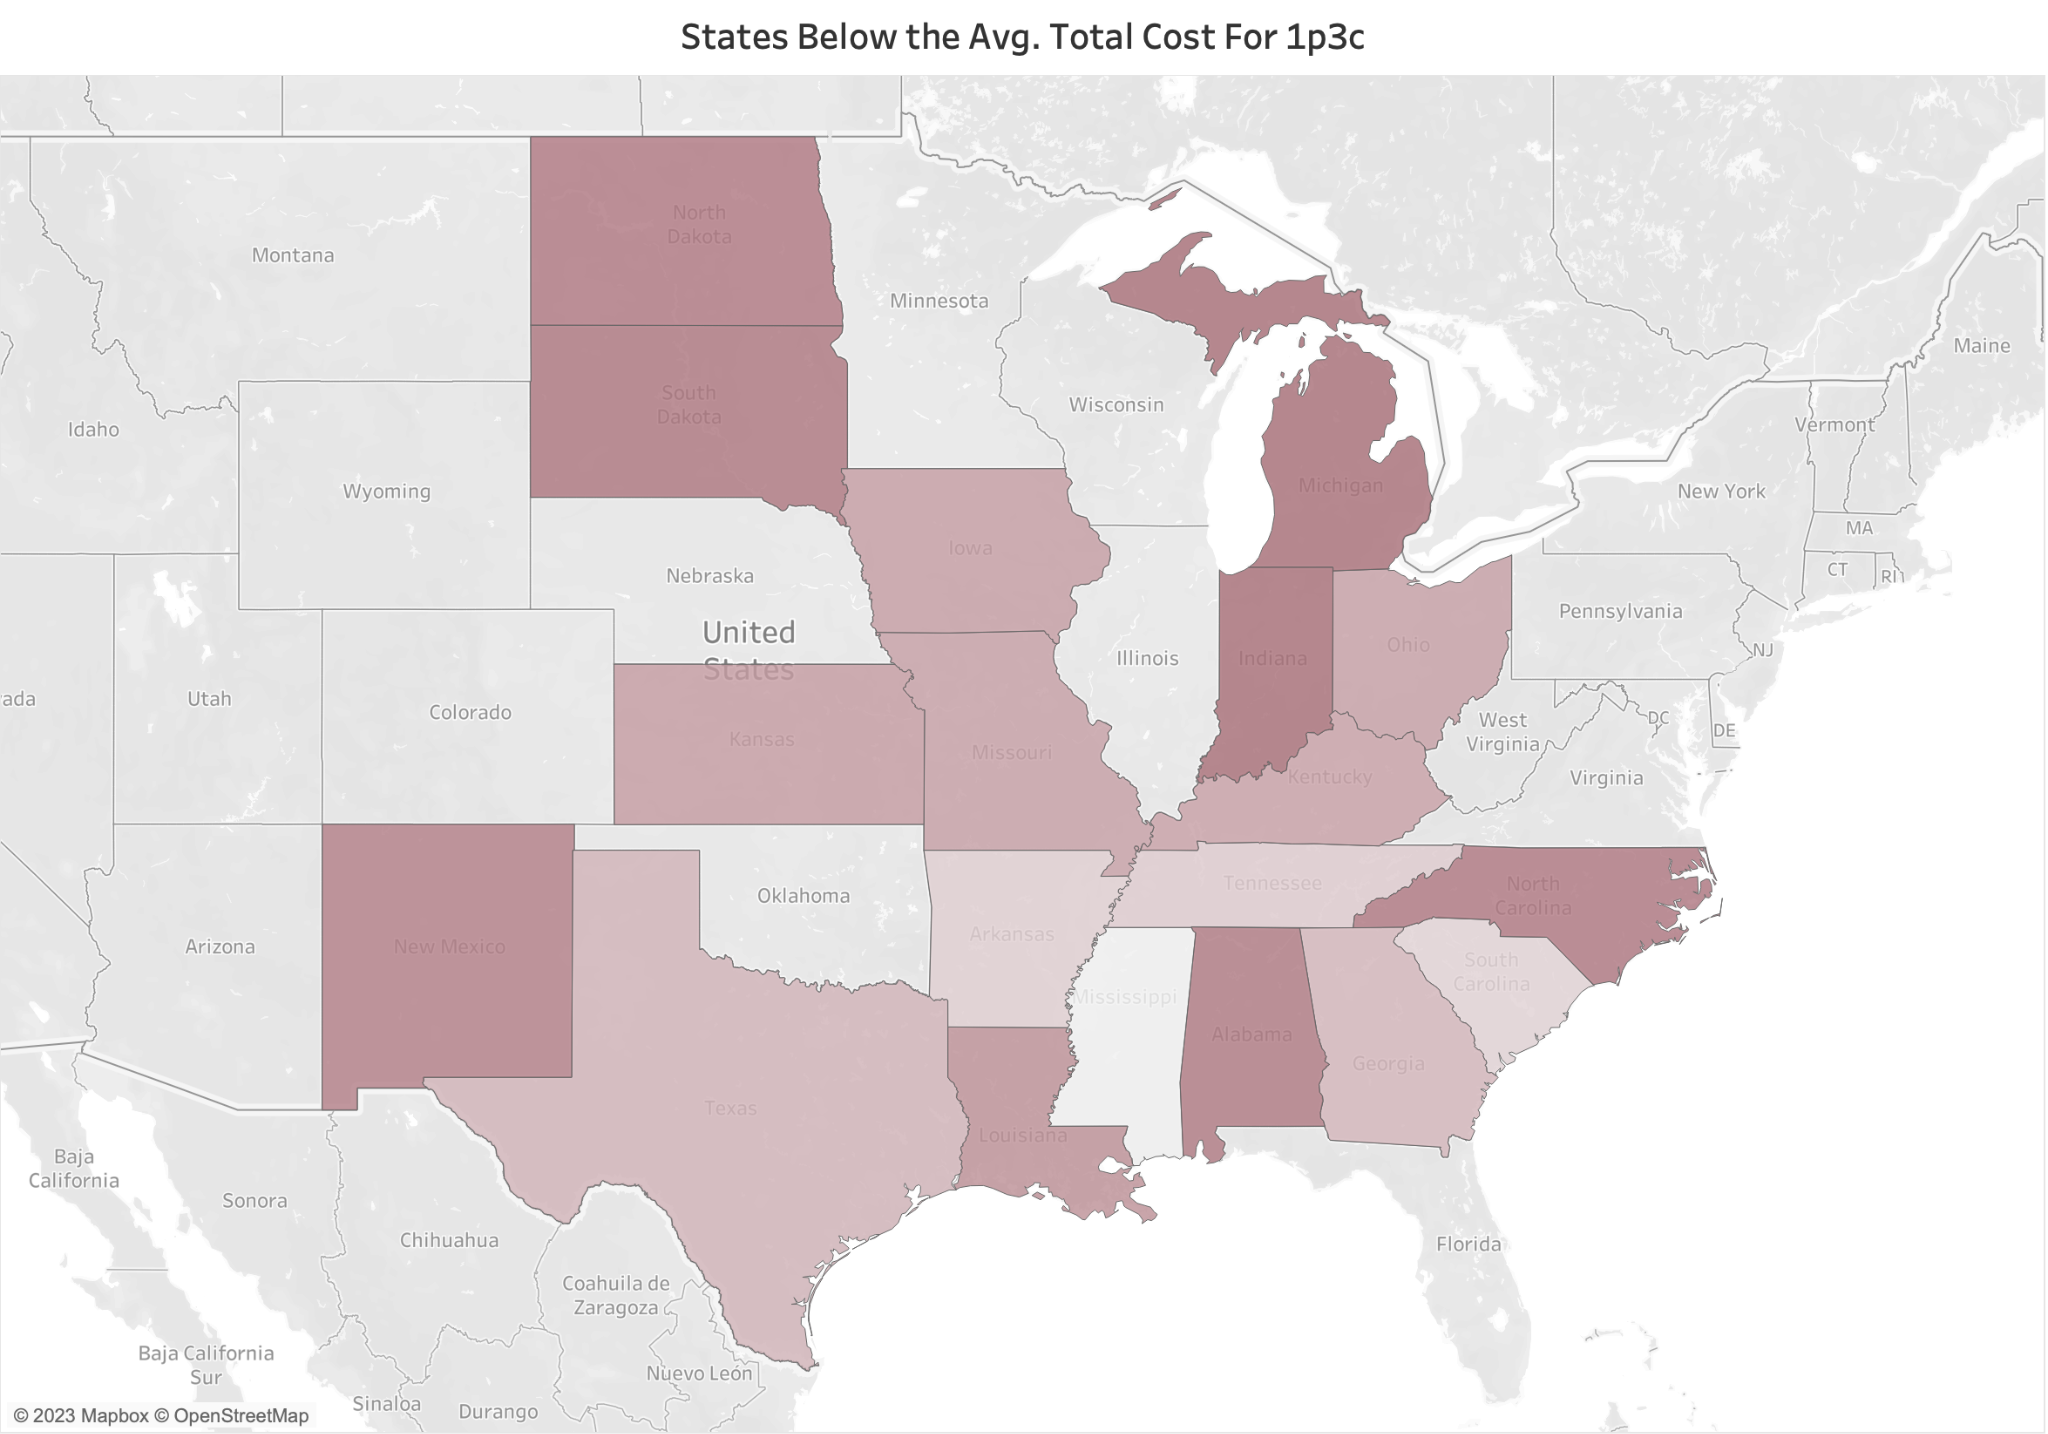 States Below the Avg. Total Cost For 1p3c
North
Dakota
Montana
Minnesota
Maine
South
Dakota
Wisconsin
Vermont
Idaho
Wyoming
Michigan
New York
MA
Iowa
Nebraska
CT
RI
United
States
Pennsylvania
Ohio
Illinois
Indiana
NJ
ada
Utah
Colorado
Kansas
Missouri
West
Virginia
DC
DE
Kentucky
Virginia
Oklahoma
Tennessee
North
Carolina
Arizona
New Mexico
Arkansas
South
Carolina
Mississippi
Alabama
Georgia
Texas
Louisiana
Baja
California
Sonora
Chihuahua
Florida
Coahuila de
Zaragoza
Baja California
Sur
Nuevo León
Sinaloa
Durango
© 2023 Mapbox © OpenStreetMap